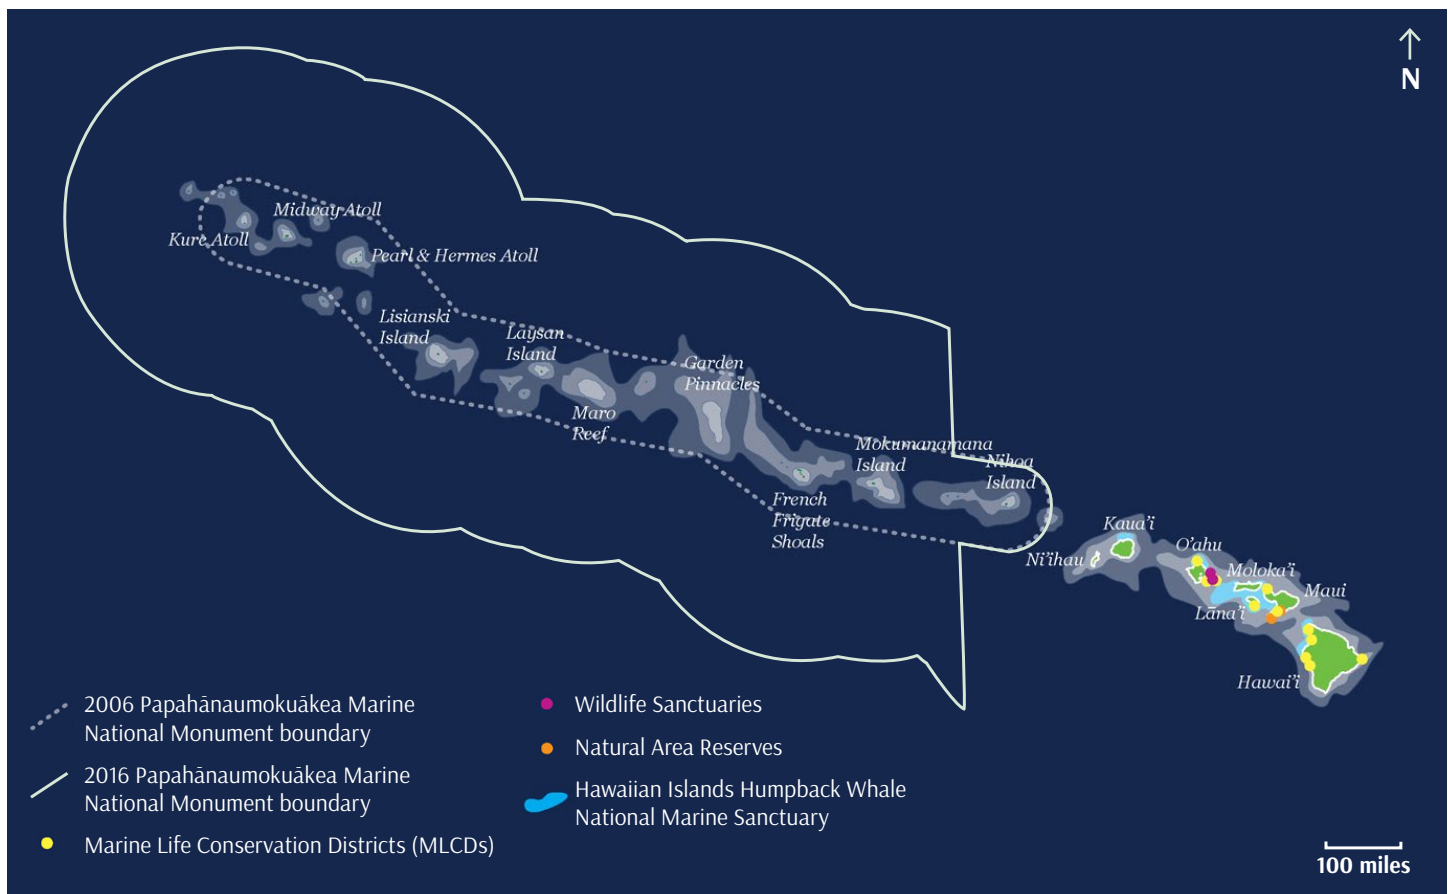 N
Midway Atoll
Kure Atoll
Pearl & Hermes Atoll
Lisianski
Island
Laysan
Island
Garden
Pinnacles
Maro
Reef
Mokumanamana
Island
Nihoa
Island
French
Frigate
Shoals
Kaua'i
Ni'ihau
O'ahu
Moloka'i
Maui
Lāna'i
Hawai'i
2006 Papahānaumokuākea Marine
National Monument boundary
2016 Papahānaumokuākea Marine
National Monument boundary
Marine Life Conservation Districts (MLCDs)
Wildlife Sanctuaries
Natural Area Reserves
Hawaiian Islands Humpback Whale
National Marine Sanctuary
100 miles